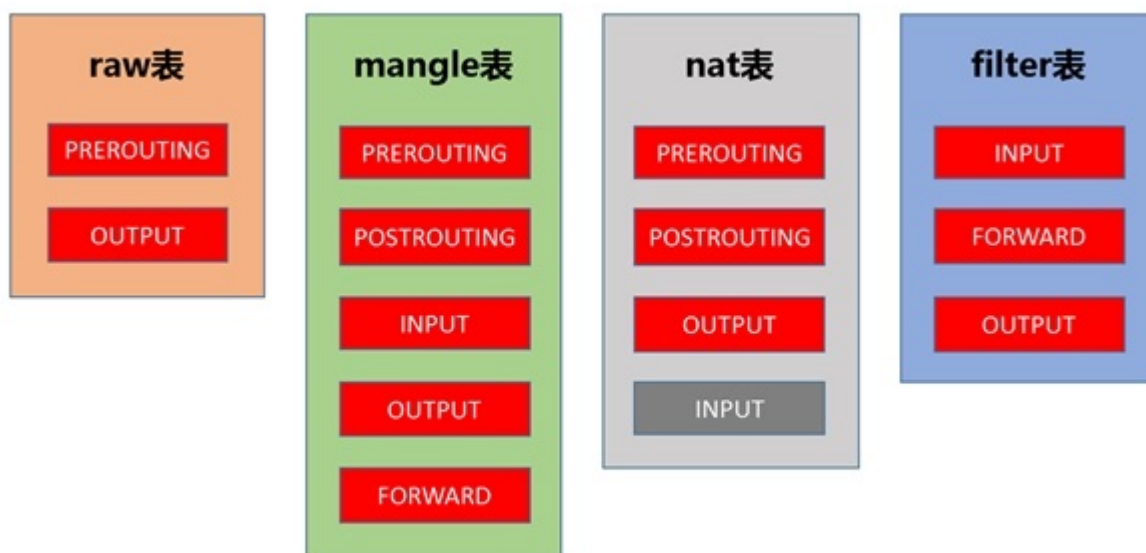 raw表
PREROUTING
OUTPUT
mangle表
PREROUTING
POSTROUTING
INPUT
OUTPUT
FORWARD
nat表
PREROUTING
POSTROUTING
OUTPUT
INPUT
filter表
INPUT
FORWARD
OUTPUT